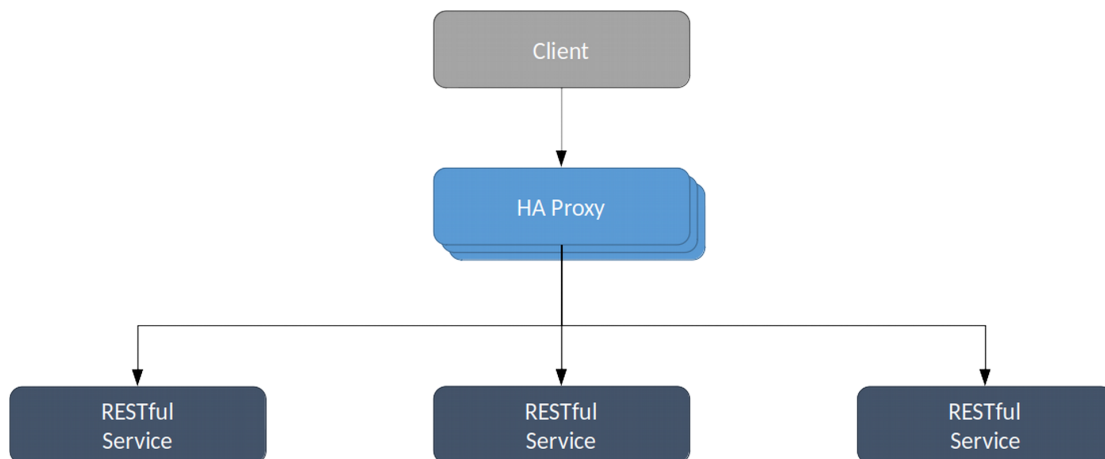 Client
HA Proxy
RESTful
Service
RESTful
Service
RESTful
Service